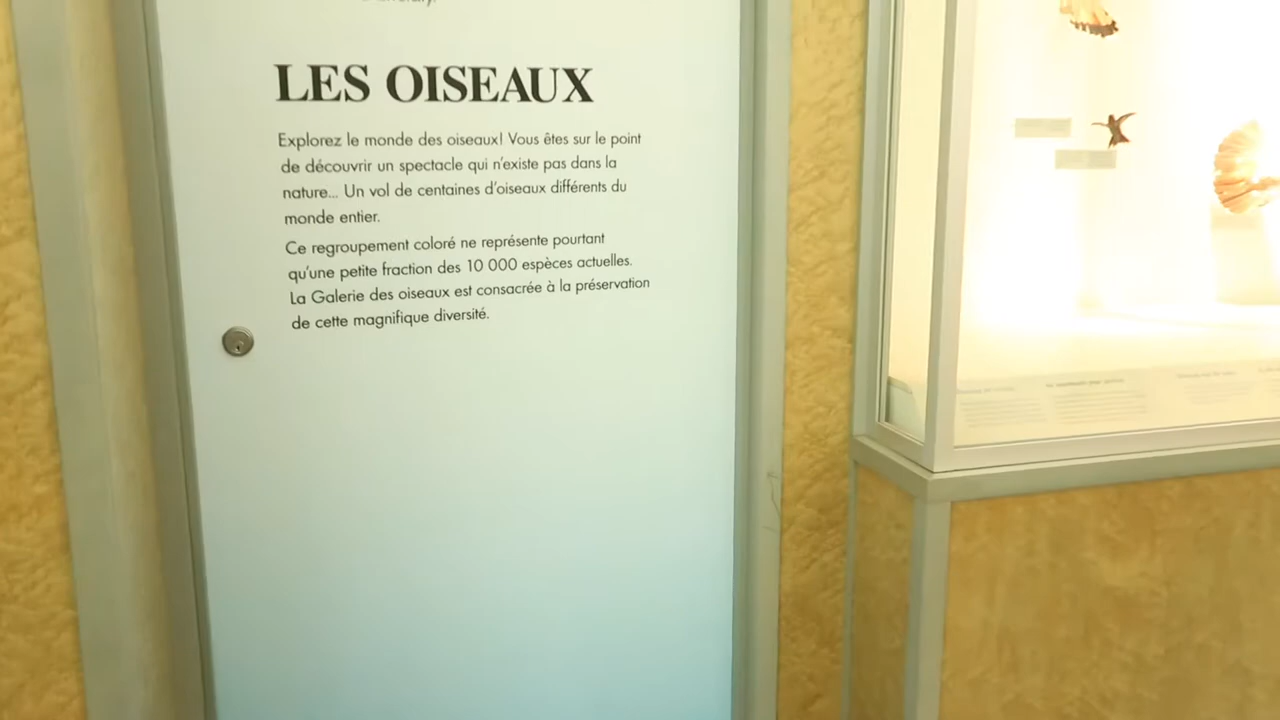 LES OISEAUX
Explorez le monde des oiseaux! Vous êtes sur le point
de découvrir un spectacle qui n'existe pas dans la
nature... Un vol de centaines d'oiseaux différents du
monde entier.
Ce regroupement coloré ne représente pourtant
qu'une petite fraction des 10 000 espèces actuelles.
La Galerie des oiseaux est consacrée à la préservation
de cette magnifique diversité.